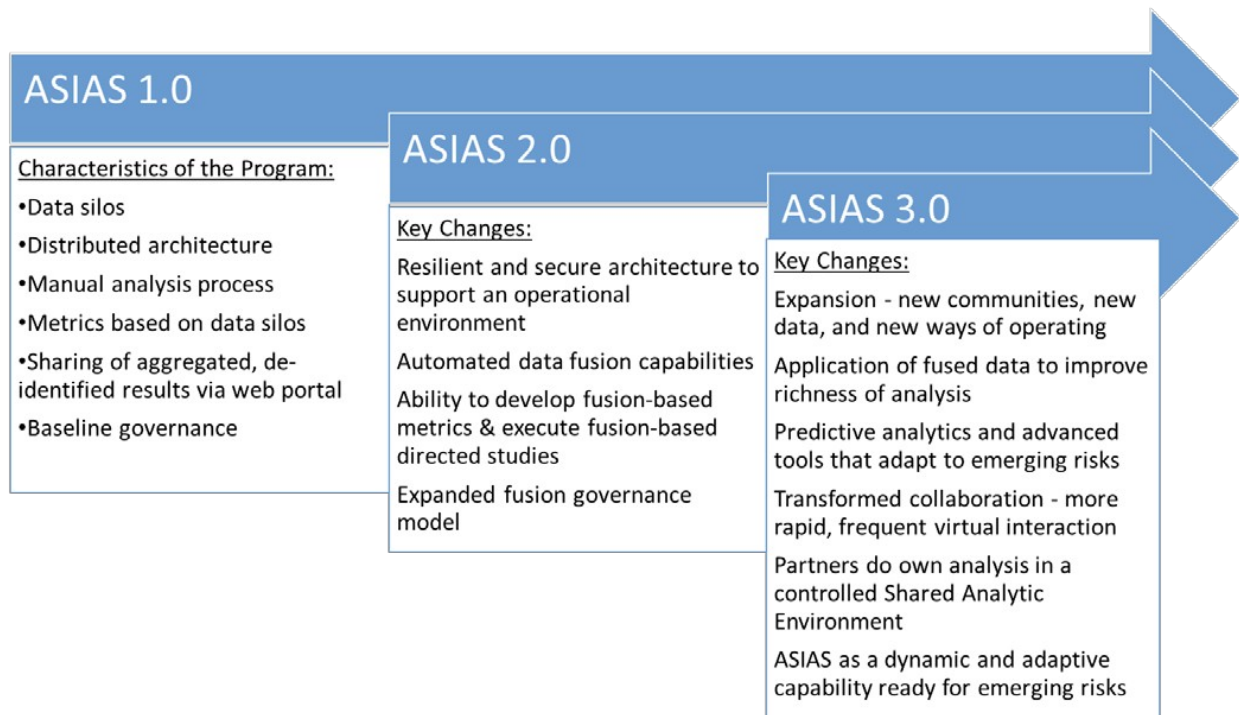 ASIAS 1.0
Characteristics of the Program:
•Data silos
•Distributed architecture
•Manual analysis process
•Metrics based on data silos
•Sharing of aggregated, de-
identified results via web portal
•Baseline governance
ASIAS 2.0
Key Changes:
Resilient and secure architecture to
support an operational
environment
Automated data fusion capabilities
Ability to develop fusion-based
metrics & execute fusion-based
directed studies
Expanded fusion governance
model
ASIAS 3.0
Key Changes:
Expansion - new communities, new
data, and new ways of operating
Application of fused data to improve
richness of analysis
Predictive analytics and advanced
tools that adapt to emerging risks
Transformed collaboration - more
rapid, frequent virtual interaction
Partners do own analysis in a
controlled Shared Analytic
Environment
ASIAS as a dynamic and adaptive
capability ready for emerging risks